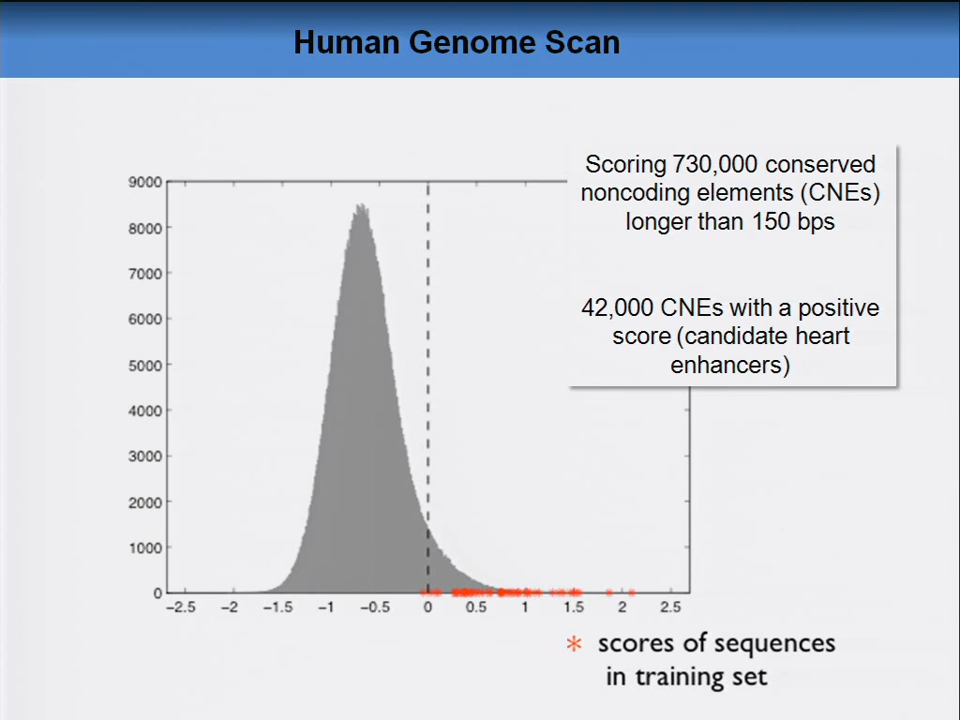 Human Genome Scan
Scoring 730,000 conserved
noncoding elements (CNEs)
longer than 150 bps
42,000 CNEs with a positive
score (candidate heart
enhancers)
9000
8000
7000
6000
5000
4000
3000
2000
1000
0
−2.5 −2 −1.5 −1 −0.5 0 0.5 1 1.5 2 2.5
* scores of sequences
in training set